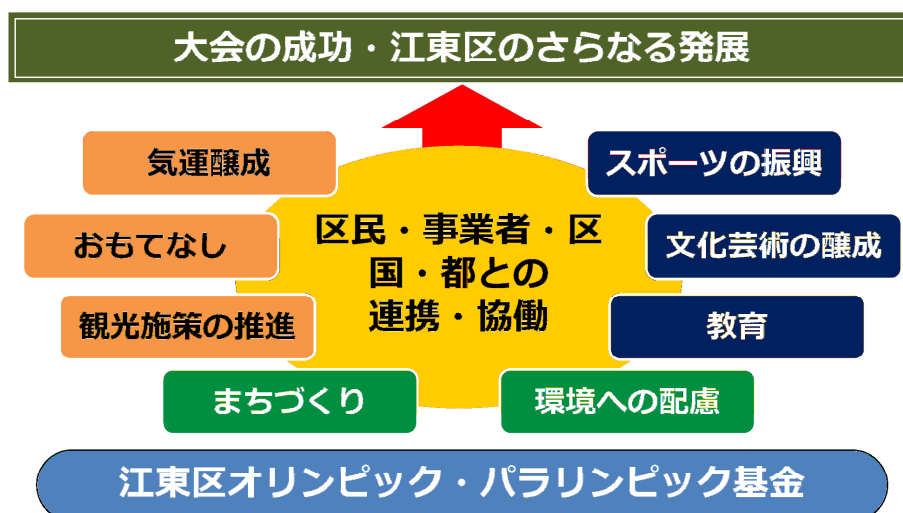 大会の成功・江東区のさらなる発展
気運醸成
スポーツの振興
おもてなし
区民・事業者・区
国・都との
連携・協働
文化芸術の醸成
観光施策の推進
教育
まちづくり
環境への配慮
江東区オリンピック・パラリンピック基金